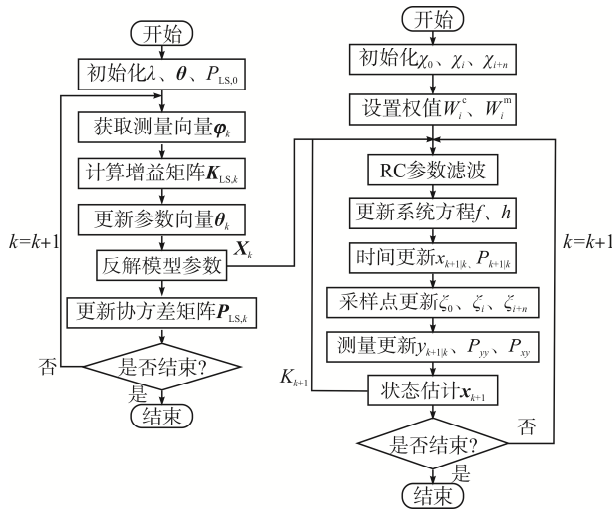 开始
初始化λ、θ、P_LS,0
获取测量向量φ_k
计算增益矩阵K_LS,k
更新参数向量θ_k
k=k+1
反解模型参数
X_k
更新协方差矩阵P_LS,k
否
是否结束?
是
结束
开始
初始化χ_0、χ_i、χ_i+n
设置权值W_i^c、W_i^m
RC参数滤波
更新系统方程f、h
k=k+1
时间更新x_k+1|k、P_k+1|k
采样点更新ζ_0、ζ_i、ζ_i+n
测量更新y_k+1|k、P_yy、P_xy
K_k+1
状态估计x_k+1
否
是否结束?
是
结束